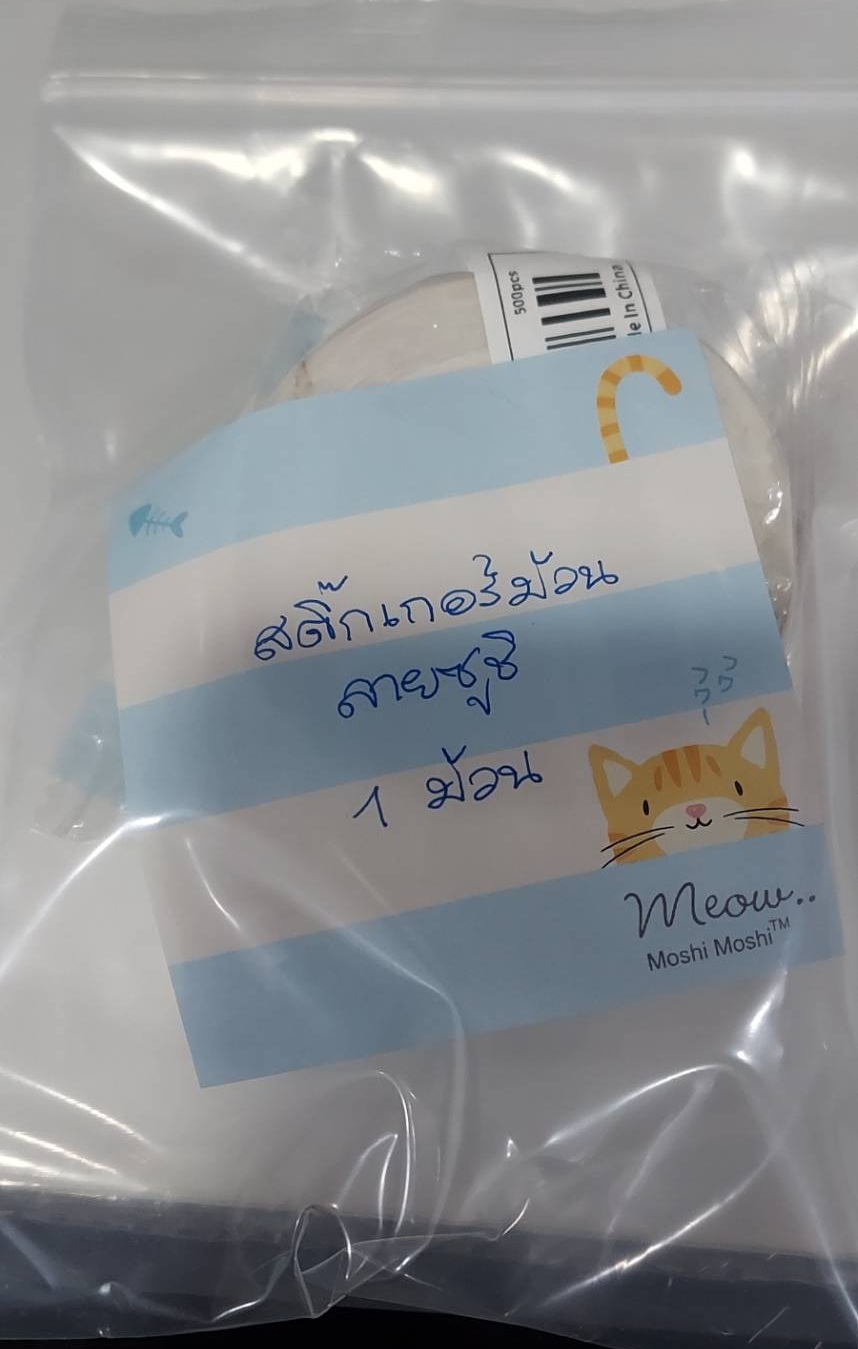 500pcs
le In China
สติ๊กเกอร์ม้วน
ลายซูชิ
1 ม้วน
Meow..
Moshi Moshi™